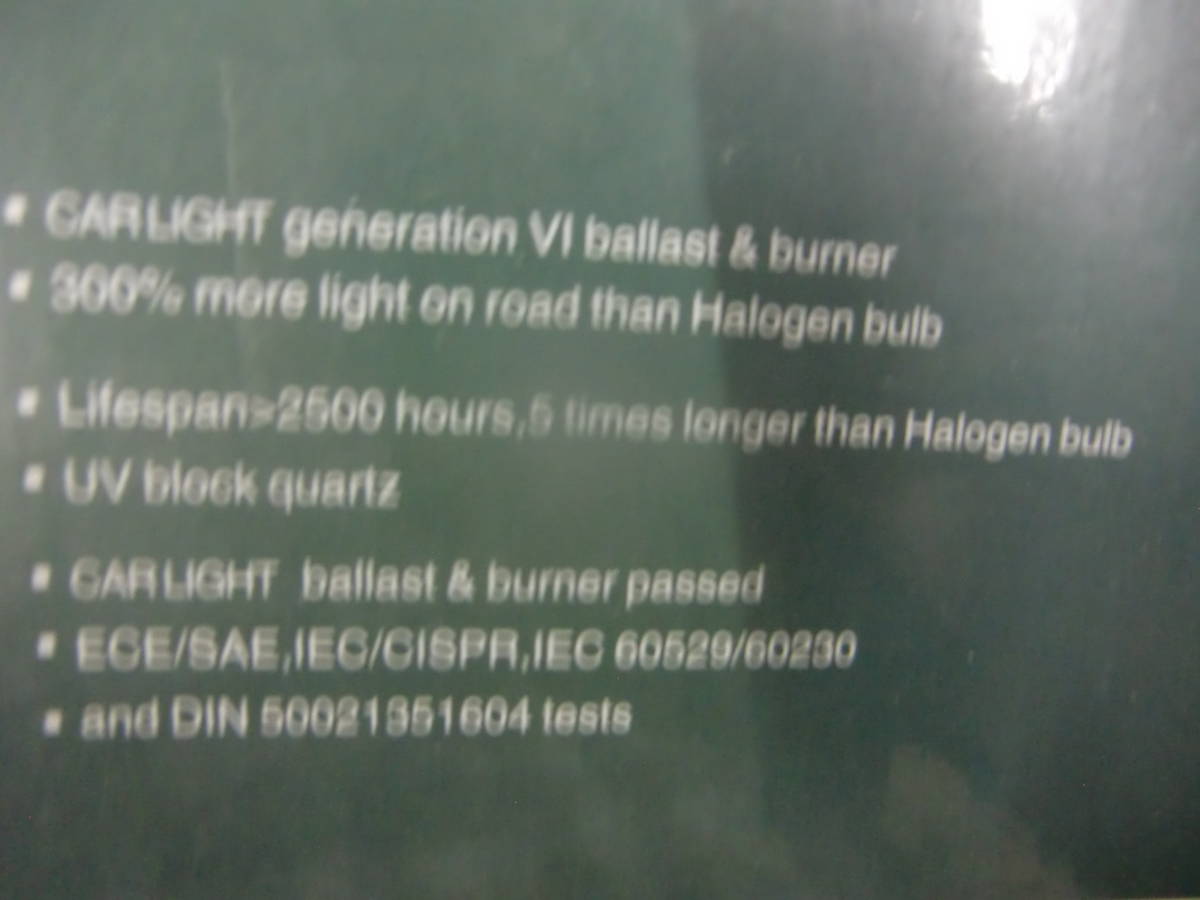 ▪ CARLIGHT generation VI ballast & burner
▪ 300% more light on road than Halogen bulb
▪ Lifespan>2500 hours,5 times longer than Halogen bulb
▪ UV block quartz
▪ CARLIGHT ballast & burner passed
▪ ECE/SAE,IEC/CISPR,IEC 60529/60230
▪ and DIN 50021351604 tests